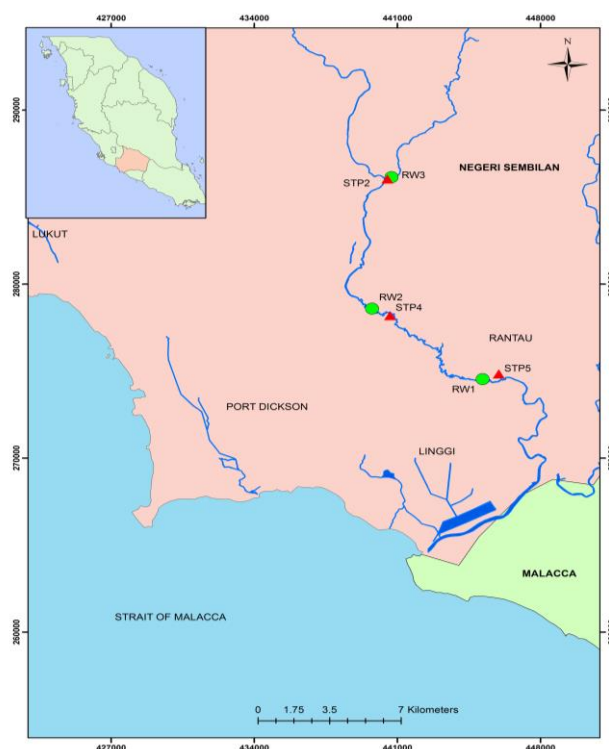 427000 434000 441000 448000
N
290000
NEGERI SEMBILAN
STP2 RW3
LUKUT
280000
RW2
STP4
RANTAU
STP5
RW1
PORT DICKSON
LINGGI
270000
MALACCA
STRAIT OF MALACCA
260000
0 1.75 3.5 7 Kilometers
427000 434000 441000 448000